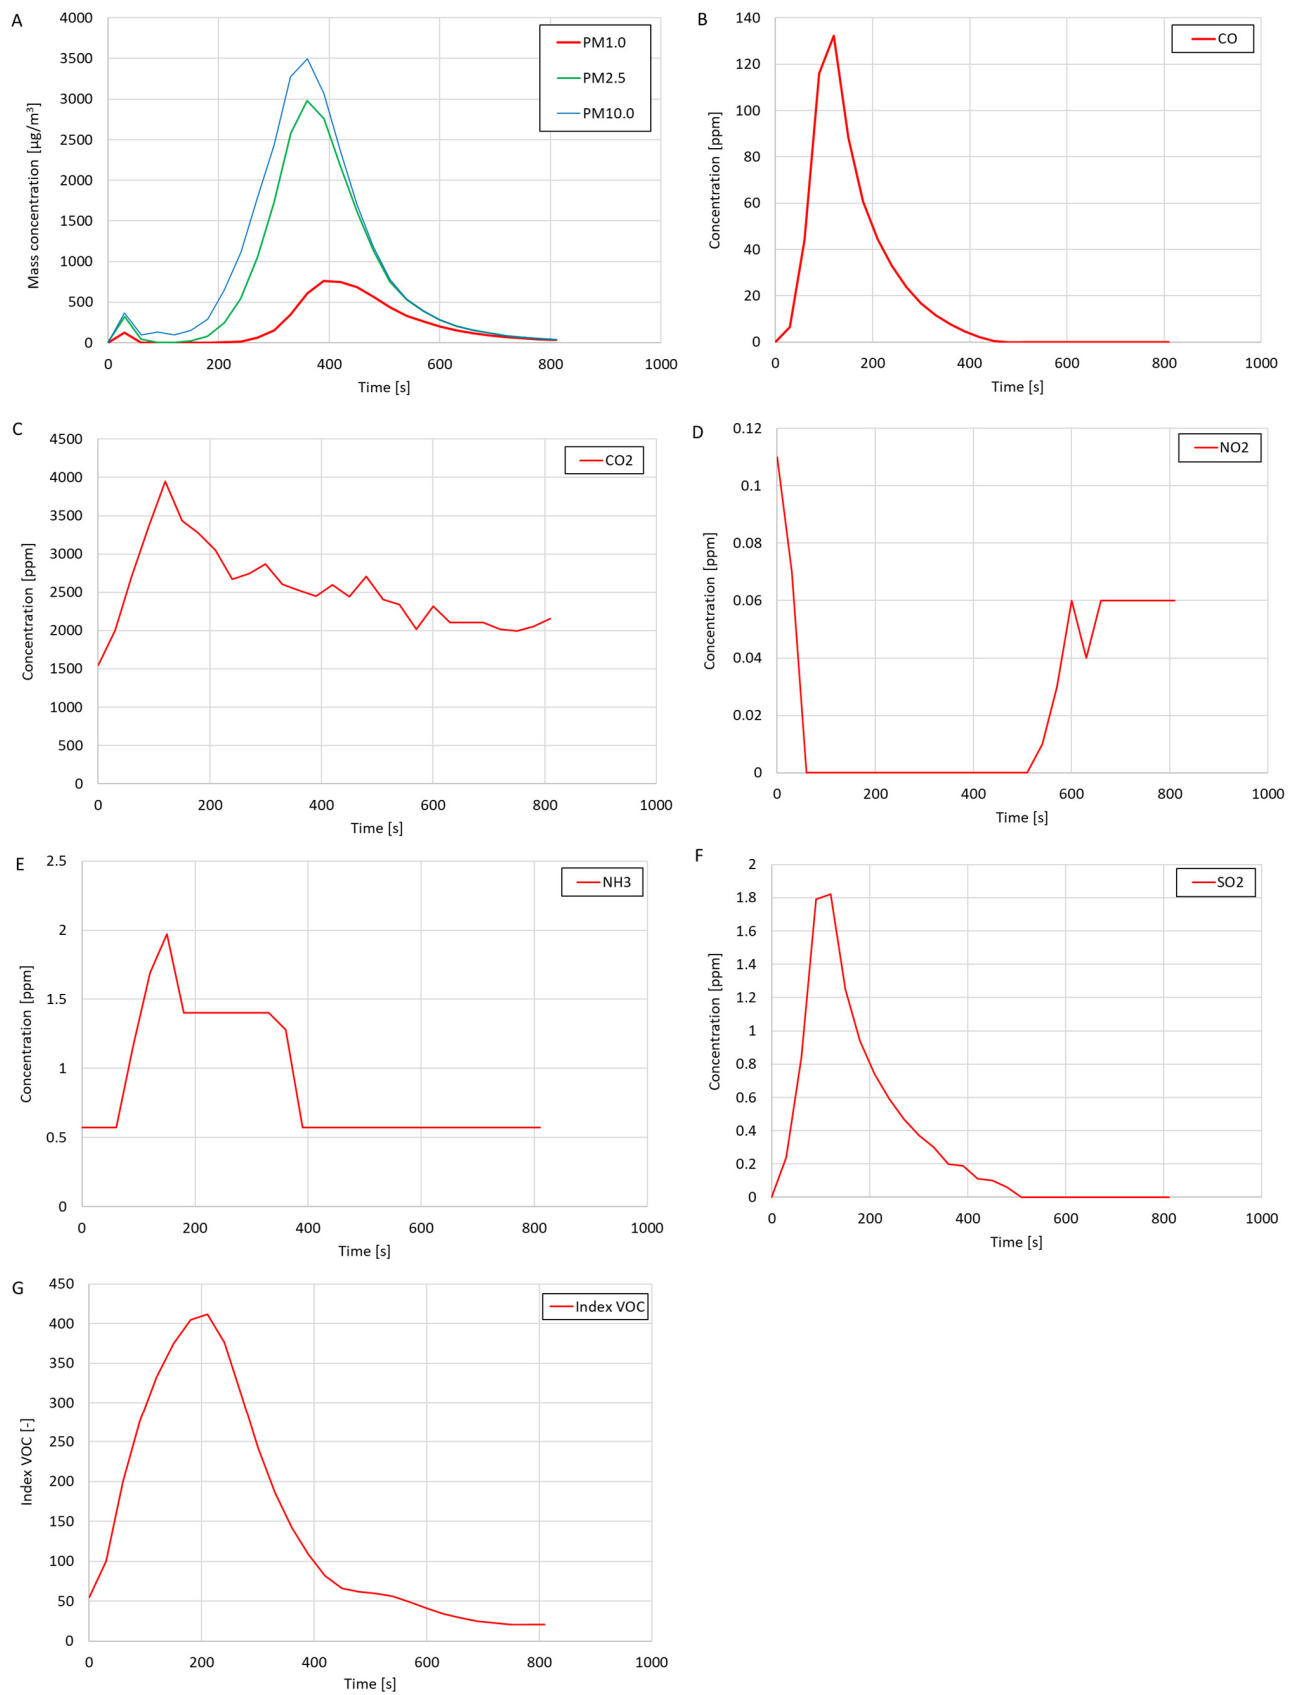 A
4000
3500
3000
2500
2000
1500
1000
500
0
Mass concentration [µg/m³]
0 200 400 600 800 1000
Time [s]
PM1.0
PM2.5
PM10.0
B
140
120
100
80
60
40
20
0
Concentration [ppm]
0 200 400 600 800 1000
Time [s]
CO
C
4500
4000
3500
3000
2500
2000
1500
1000
500
0
Concentration [ppm]
0 200 400 600 800 1000
Time [s]
CO2
D
0.12
0.1
0.08
0.06
0.04
0.02
0
Concentration [ppm]
0 200 400 600 800 1000
Time [s]
NO2
E
2.5
2
1.5
1
0.5
0
Concentration [ppm]
0 200 400 600 800 1000
Time [s]
NH3
F
2
1.8
1.6
1.4
1.2
1
0.8
0.6
0.4
0.2
0
Concentration [ppm]
0 200 400 600 800 1000
Time [s]
SO2
G
450
400
350
300
250
200
150
100
50
0
Index VOC [-]
0 200 400 600 800 1000
Time [s]
Index VOC